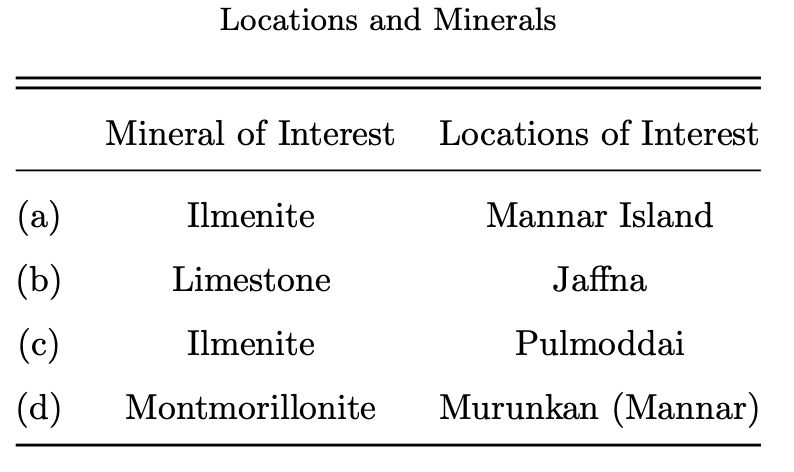 Locations and Minerals
Mineral of Interest Locations of Interest
(a) Ilmenite Mannar Island
(b) Limestone Jaffna
(c) Ilmenite Pulmoddai
(d) Montmorillonite Murunkan (Mannar)